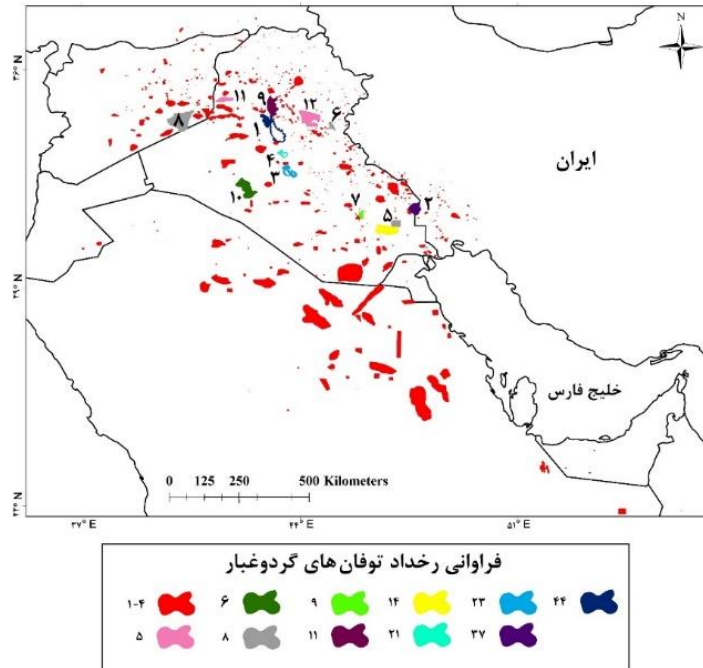 N
۳۶° N
۹ ۱۱ ۱۲ ۶
۸ ۱
ایران
۴
۳
۱۰ ۷ ۵ ۲
۲۹° N
خلیج فارس
0 125 250 500 Kilometers
۲۲° N
۳۷° E ۴۴° E ۵۱° E
فراوانی رخداد توفان‌های گردوغبار
۱-۴ ۶ ۹ ۱۴ ۲۳ ۴۴
۵ ۸ ۱۱ ۲۱ ۳۷